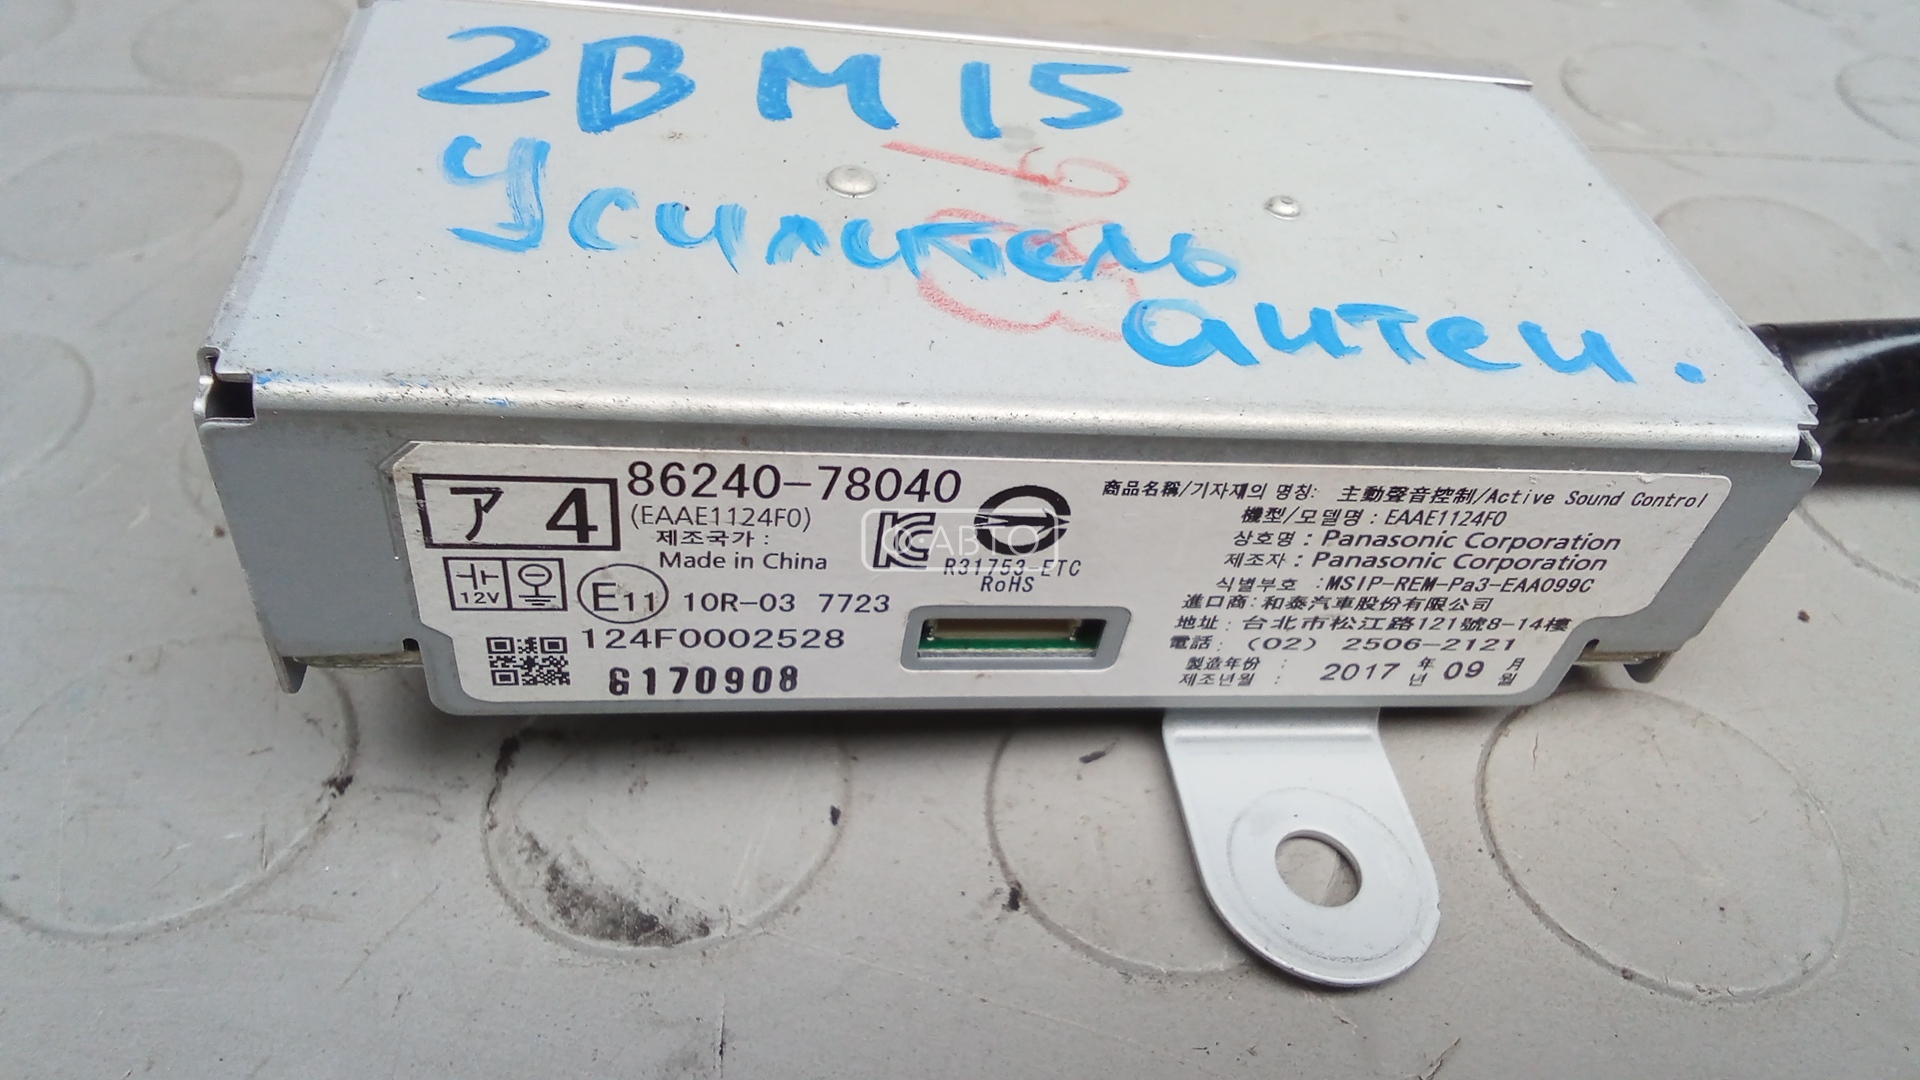 2BM15
6
Усилитель
антен.
ア 4
86240-78040
(EAAE1124F0)
제조국가 :
Made in China
12V
E11 10R-03 7723
124F0002528
G170908
ABTO
R31753-ETC
RoHS
商品名稱/기자재의 명칭: 主動聲音控制/Active Sound Control
機型/모델명 : EAAE1124F0
상호명 : Panasonic Corporation
제조자 : Panasonic Corporation
식별부호 :MSIP-REM-Pa3-EAA099C
進口商: 和泰汽車股份有限公司
地址: 台北市松江路121號8-14樓
電話: (02) 2506-2121
製造年份 : 2017 年 09 月
제조년월 : 년 월